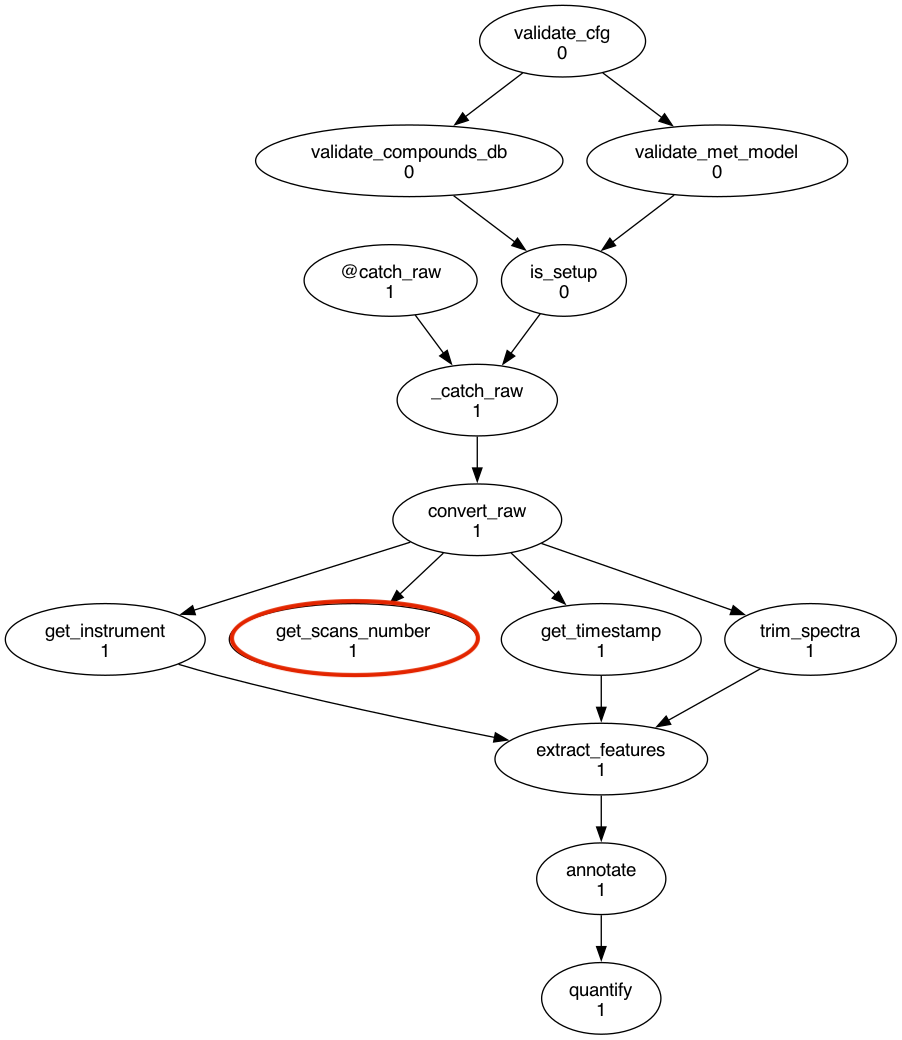 validate_cfg
0
validate_compounds_db
0
validate_met_model
0
@catch_raw
1
is_setup
0
_catch_raw
1
convert_raw
1
get_instrument
1
get_scans_number
1
get_timestamp
1
trim_spectra
1
extract_features
1
annotate
1
quantify
1